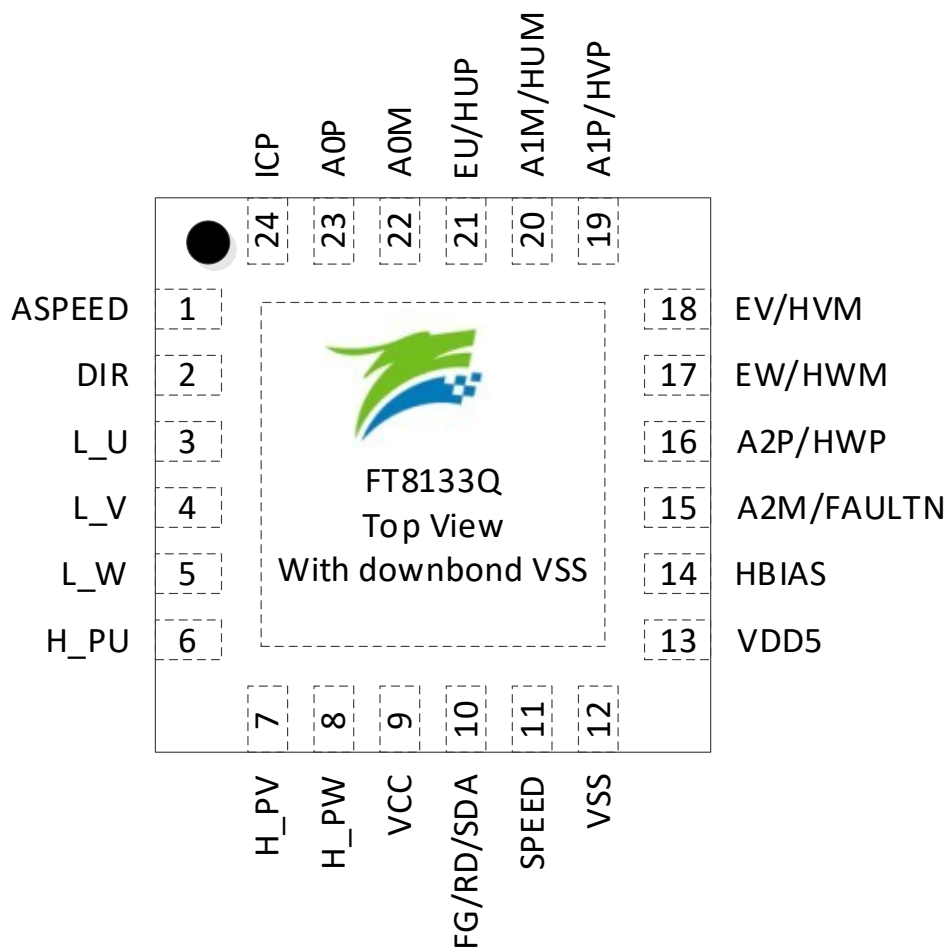 ICP
A0P
A0M
EU/HUP
A1M/HUM
A1P/HVP
24
23
22
21
20
19
ASPEED 1
DIR 2
L_U 3
L_V 4
L_W 5
H_PU 6
18 EV/HVM
17 EW/HWM
16 A2P/HWP
15 A2M/FAULTN
14 HBIAS
13 VDD5
FT8133Q
Top View
With downbond VSS
7
8
9
10
11
12
H_PV
H_PW
VCC
FG/RD/SDA
SPEED
VSS